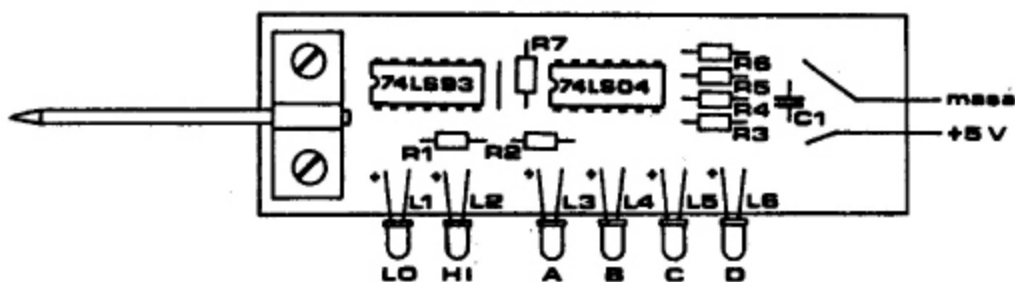 R7
R6
74LS93
74LS04
R5
R4
masa
C1
R3
+5 V
R1
R2
+ L1
+ L2
+ L3
+ L4
+ L5
+ L6
LO HI A B C D